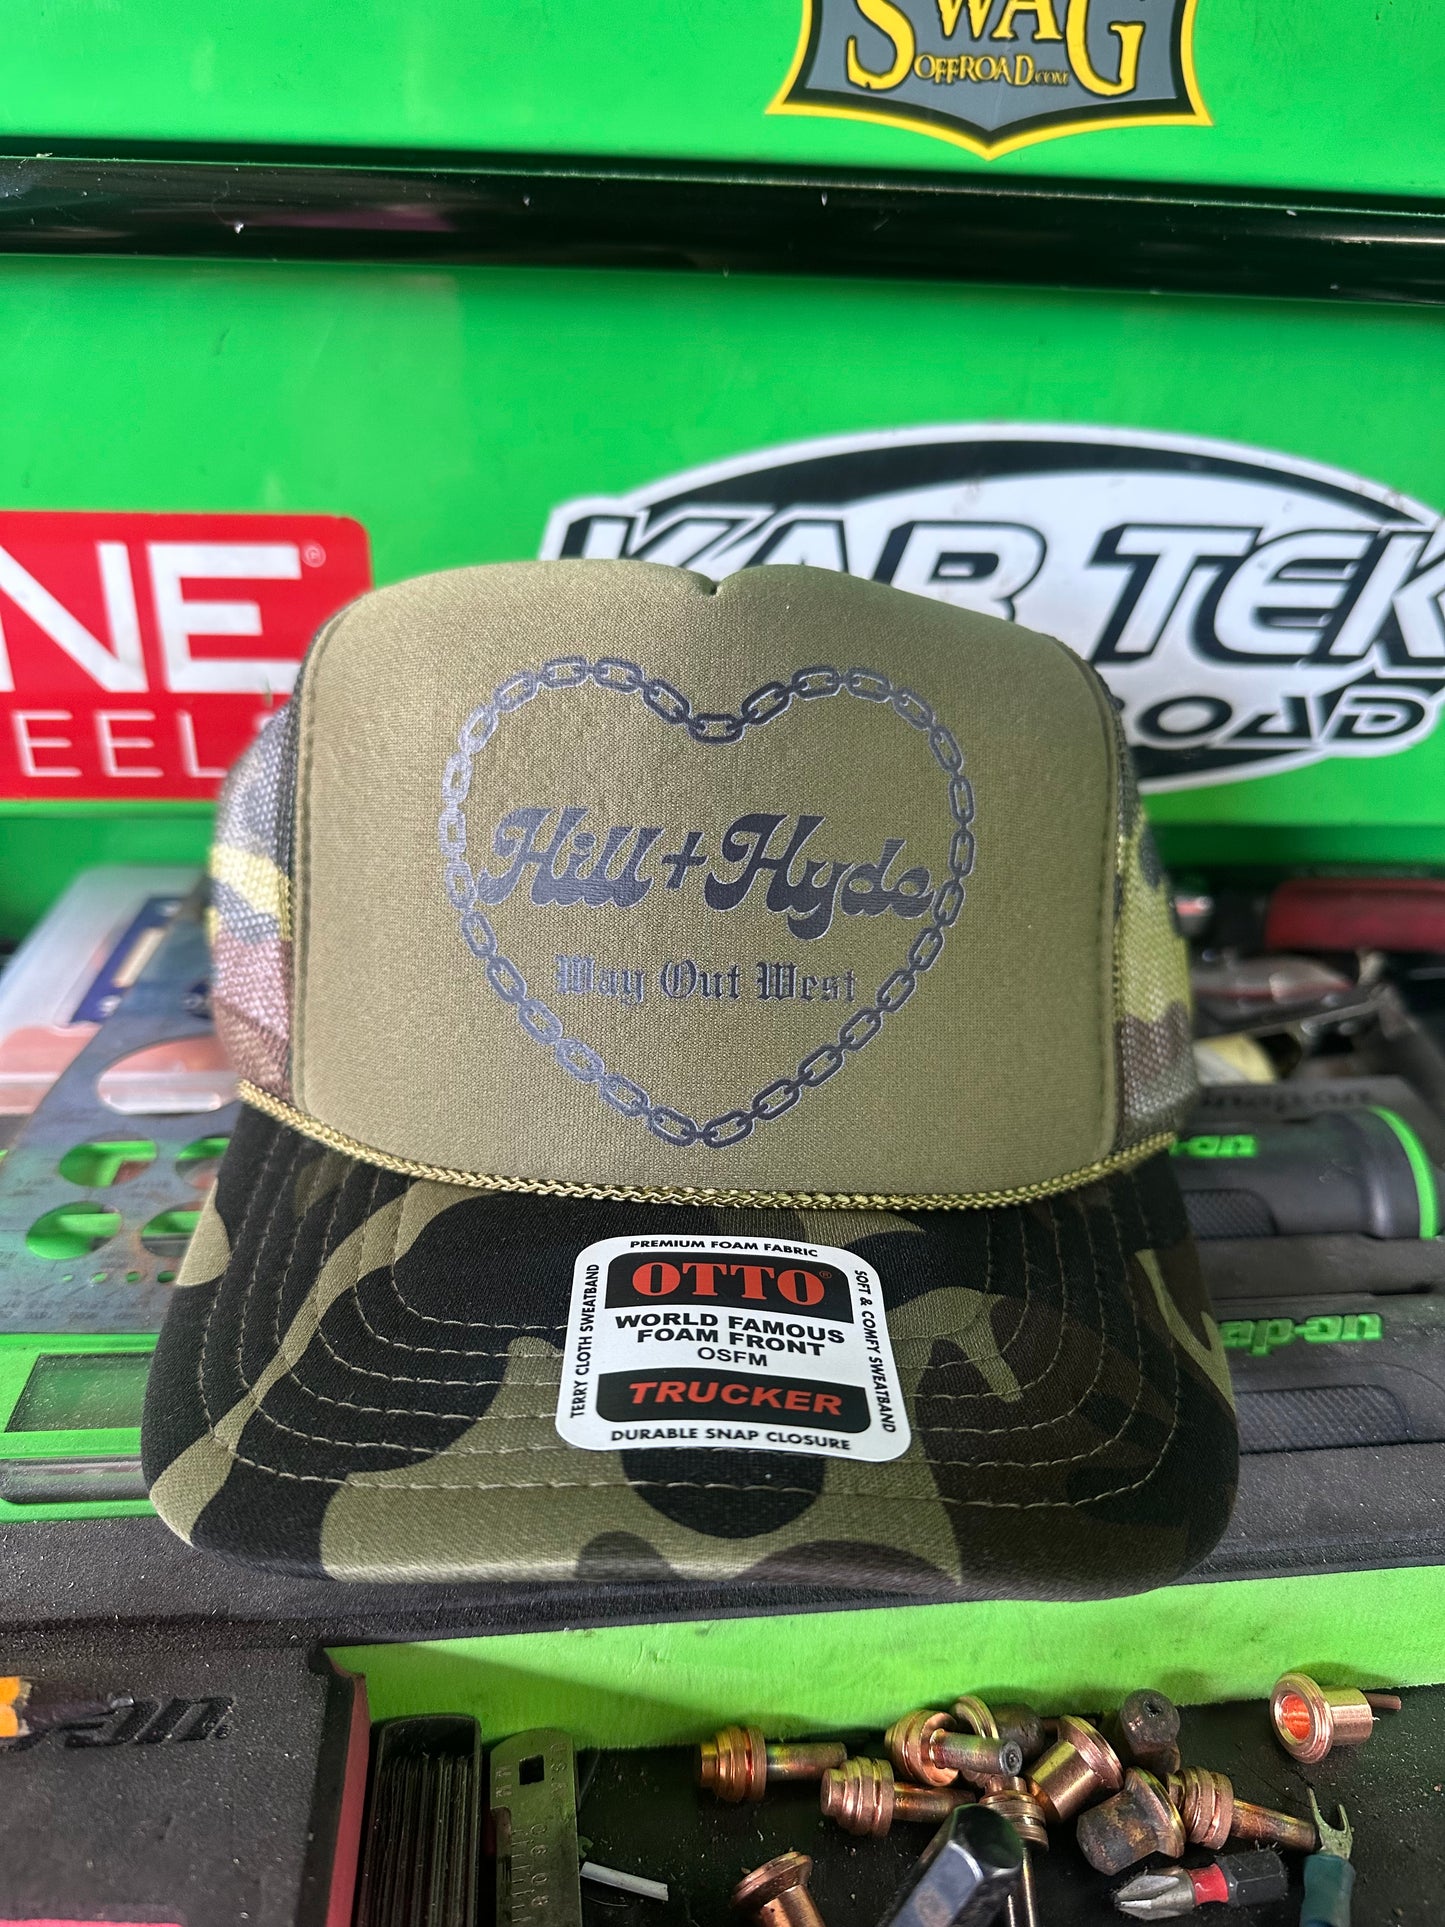 SWAG
OFFROAD.COM
NE®
EEL
KAR TEK
ROAD
Hill + Hyde
Way Out West
PREMIUM FOAM FABRIC
OTTO®
WORLD FAMOUS
FOAM FRONT
OSFM
TRUCKER
DURABLE SNAP CLOSURE
TERRY CLOTH SWEATBAND
SOFT & COMFY SWEATBAND